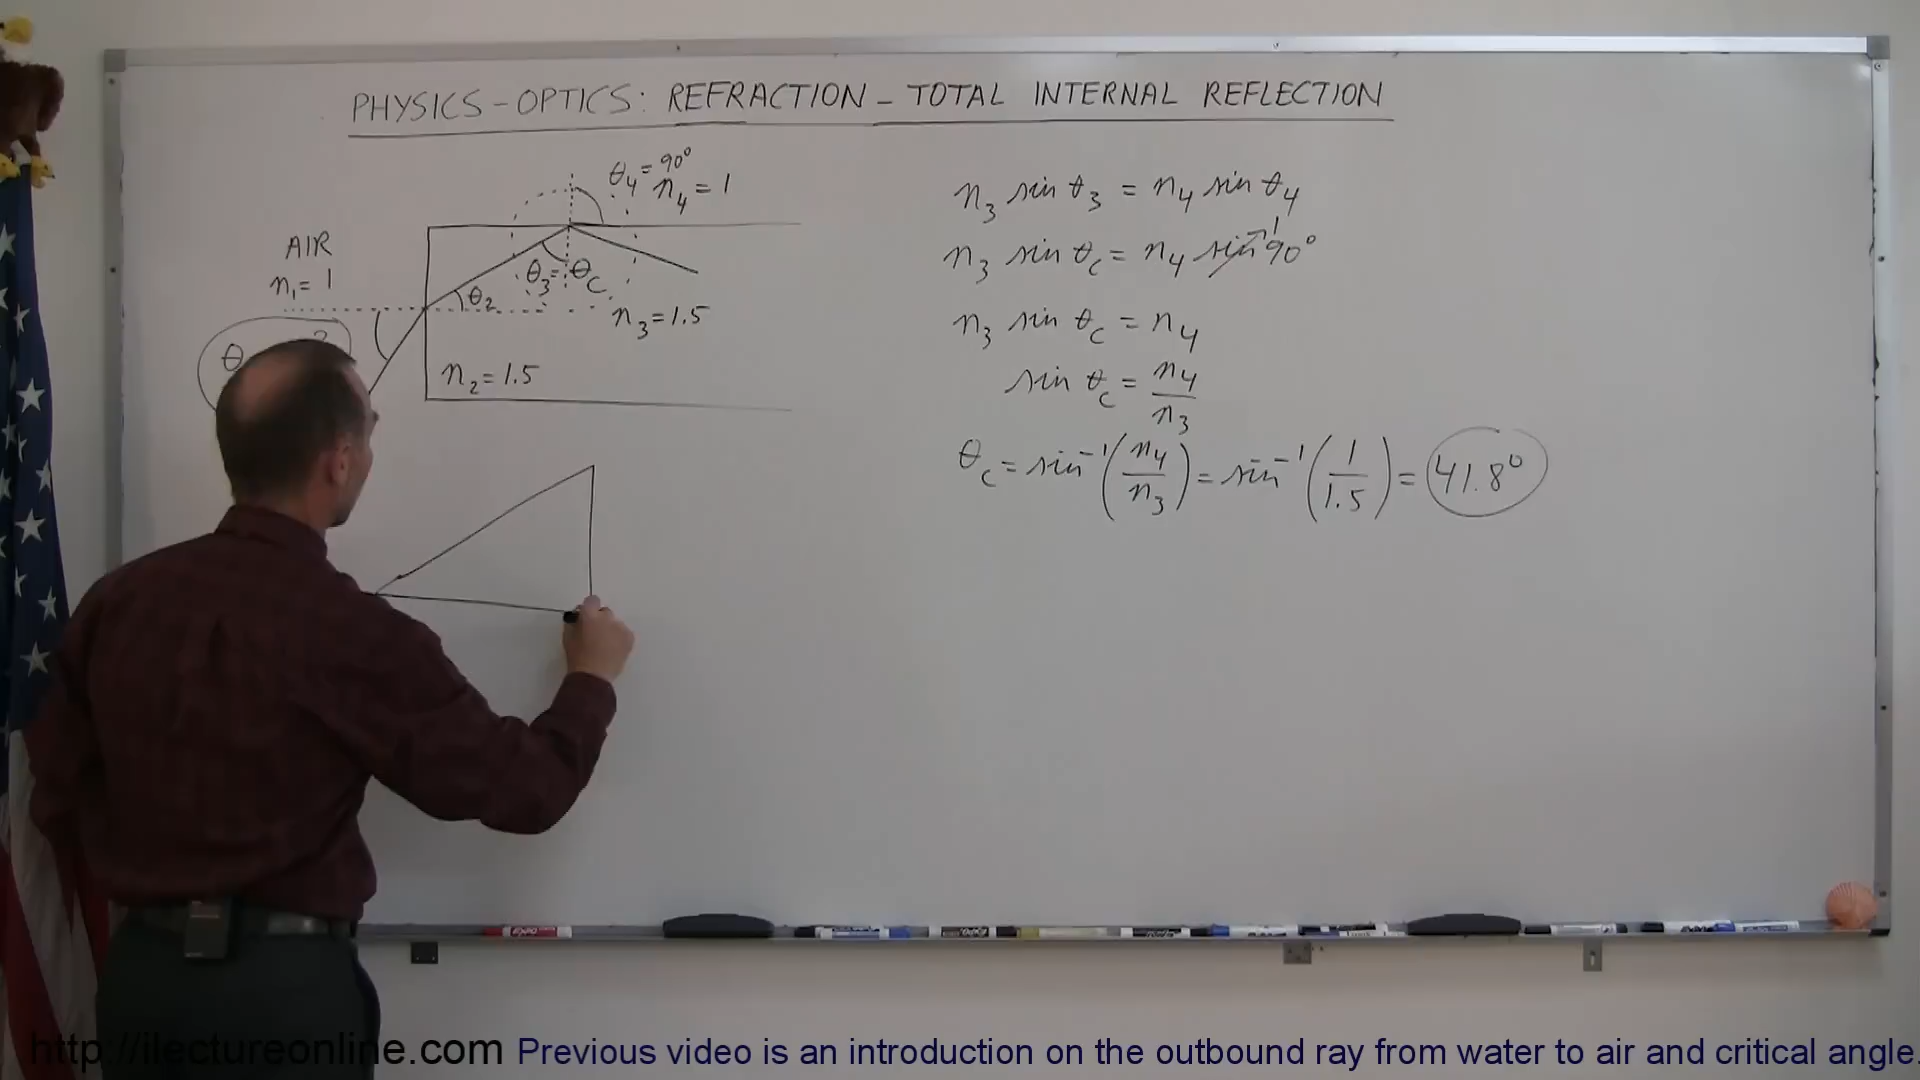 PHYSICS - OPTICS: REFRACTION - TOTAL INTERNAL REFLECTION
θ₄ = 90°
n₄ = 1
AIR
n₁ = 1
θ₃ = θc
θ₂
n₃ = 1.5
θ ?
n₂ = 1.5
n₃ sin θ₃ = n₄ sin θ₄
n₃ sin θc = n₄ sin 90° 1
n₃ sin θc = n₄
sin θc = n₄/n₃
θc = sin⁻¹(n₄/n₃) = sin⁻¹(1/1.5) = 41.8°
http://ilectureonline.com Previous video is an introduction on the outbound ray from water to air and critical angle.